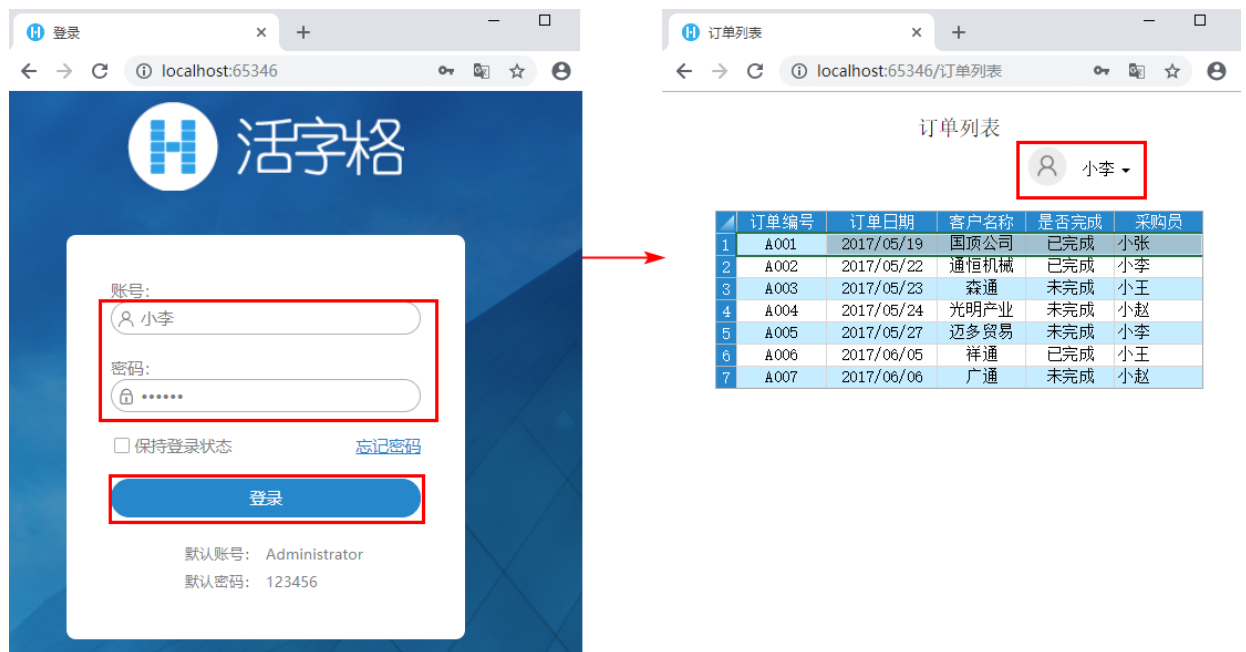 登录
localhost:65346
活字格
账号:
小李
密码:
••••••
保持登录状态 忘记密码
登录
默认账号: Administrator
默认密码: 123456
订单列表
localhost:65346/订单列表
订单列表
小李
订单编号 订单日期 客户名称 是否完成 采购员
1 A001 2017/05/19 国顶公司 已完成 小张
2 A002 2017/05/22 通恒机械 已完成 小李
3 A003 2017/05/23 森通 未完成 小王
4 A004 2017/05/24 光明产业 未完成 小赵
5 A005 2017/05/27 迈多贸易 未完成 小李
6 A006 2017/06/05 祥通 已完成 小王
7 A007 2017/06/06 广通 未完成 小赵